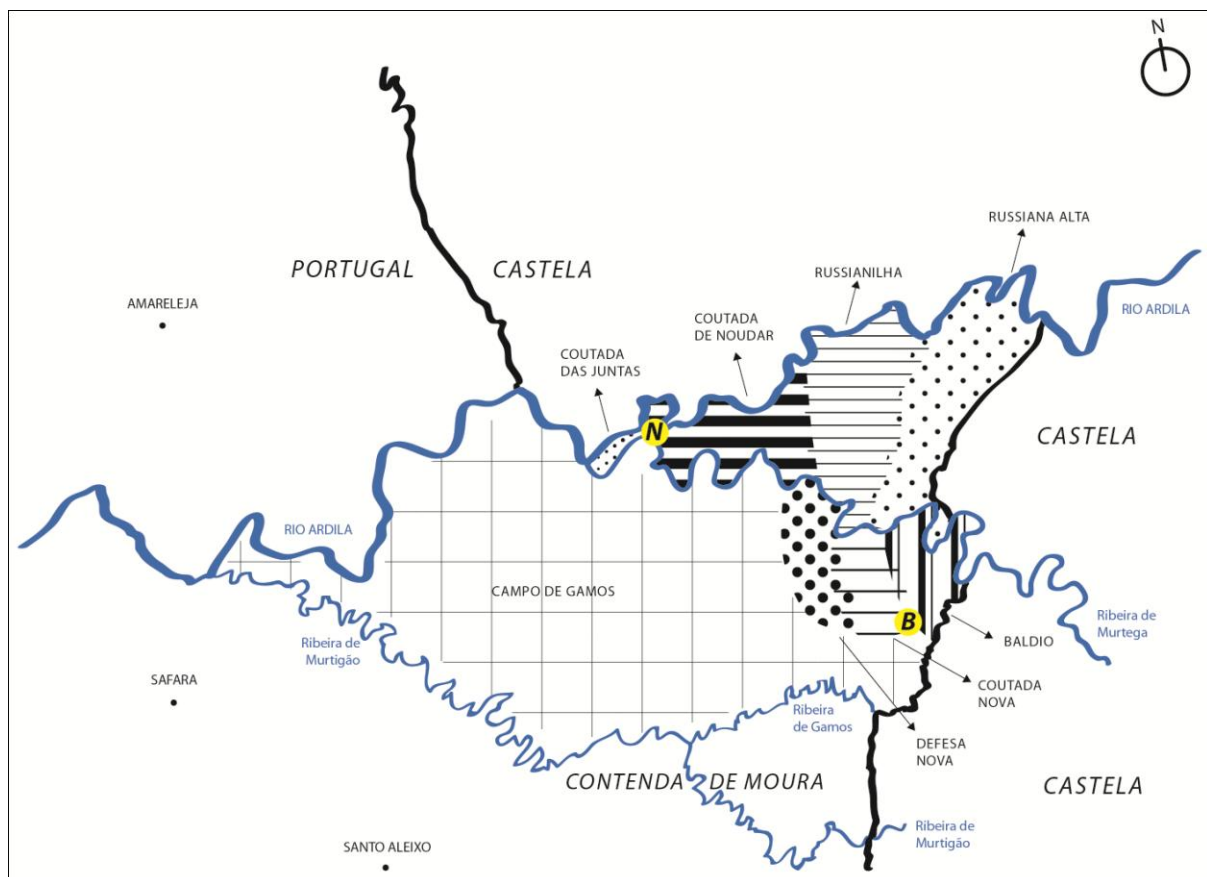 N
RUSSIANA ALTA
PORTUGAL
CASTELA
RUSSIANILHA
AMARELEJA
RIO ARDILA
COUTADA
DE NOUDAR
COUTADA
DAS JUNTAS
N
CASTELA
RIO ARDILA
CAMPO DE GAMOS
B
Ribeira de
Murtega
Ribeira de
Murtigão
BALDIO
SAFARA
COUTADA
NOVA
Ribeira
de Gamos
DEFESA
NOVA
CONTENDA DE MOURA
CASTELA
Ribeira de
Murtigão
SANTO ALEIXO